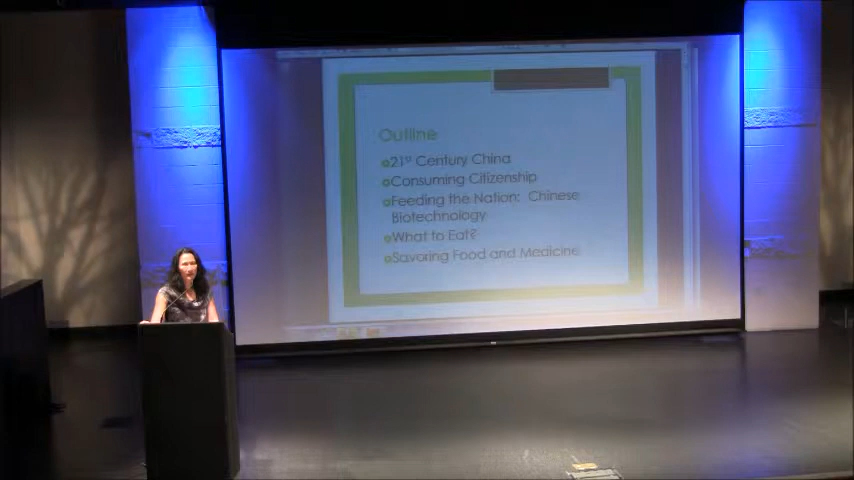 Outline
21st Century China
Consuming Citizenship
Feeding the Nation: Chinese
Biotechnology
What to Eat?
Savoring Food and Medicine